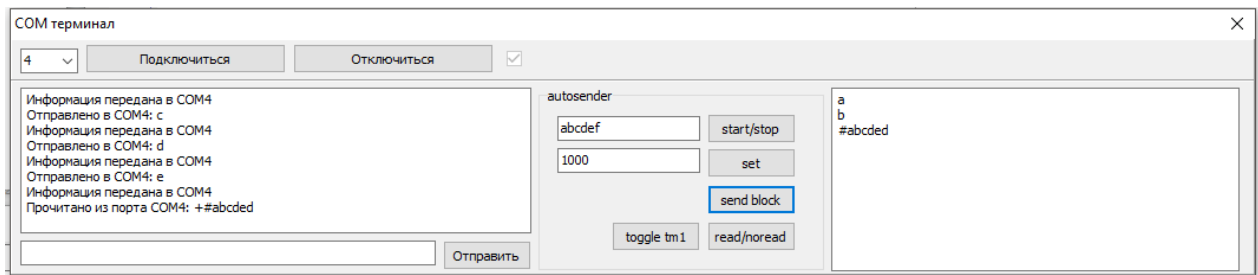 COM терминал
4
Подключиться
Отключиться
Информация передана в COM4
Отправлено в COM4: c
Информация передана в COM4
Отправлено в COM4: d
Информация передана в COM4
Отправлено в COM4: e
Информация передана в COM4
Прочитано из порта COM4: +#abcded
Отправить
autosender
abcdef
start/stop
1000
set
send block
toggle tm1
read/noread
a
b
#abcded